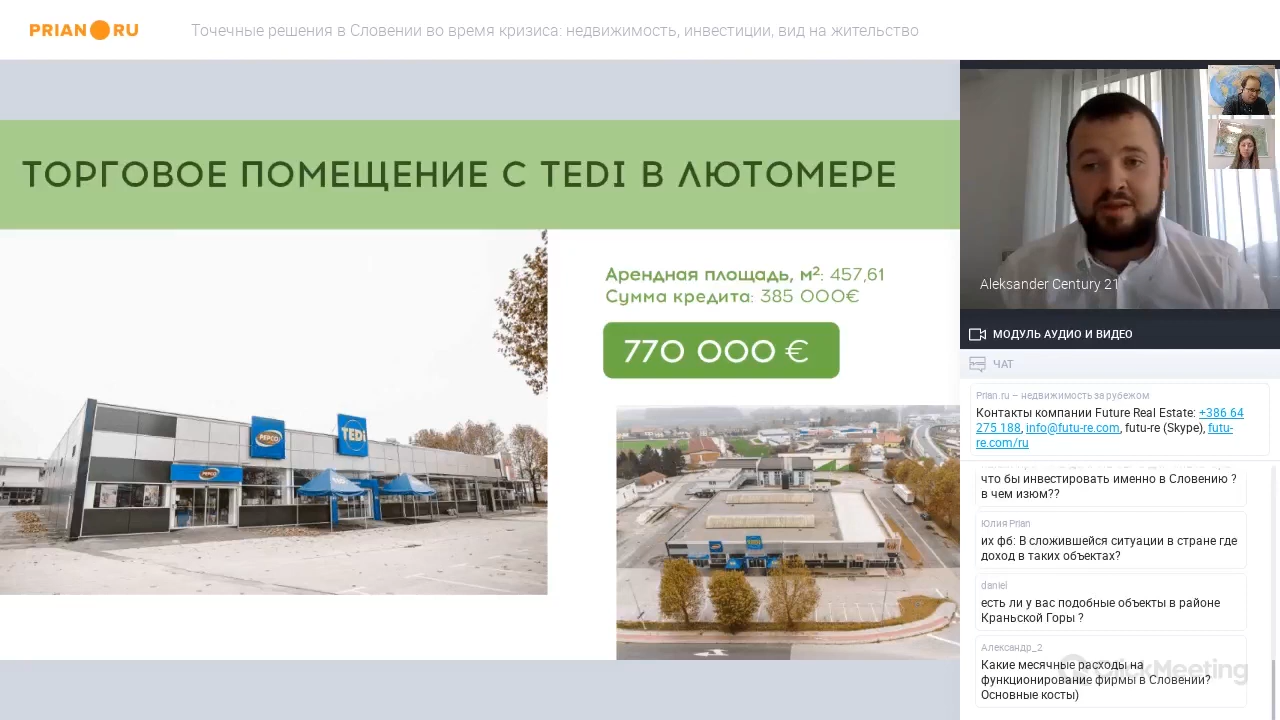 PRIAN RU
Точечные решения в Словении во время кризиса: недвижимость, инвестиции, вид на жительство
ТОРГОВОЕ ПОМЕЩЕНИЕ С TEDI В ЛЮТОМЕРЕ
Арендная площадь, м²: 457,61
Сумма кредита: 385 000€
770 000 €
PEPCO
TEDi
PEPCO
Aleksander Century 21
МОДУЛЬ АУДИО И ВИДЕО
ЧАТ
Prian.ru – недвижимость за рубежом
Контакты компании Future Real Estate: +386 64
275 188, info@futu-re.com, futu-re (Skype), futu-
re.com/ru
что бы инвестировать именно в Словению ?
в чем изюм??
Юлия Prian
их фб: В сложившейся ситуации в стране где
доход в таких объектах?
daniel
есть ли у вас подобные объекты в районе
Краньской Горы ?
Александр_2
Какие месячные расходы на
функционирование фирмы в Словении?
Основные косты)
ClickMeeting